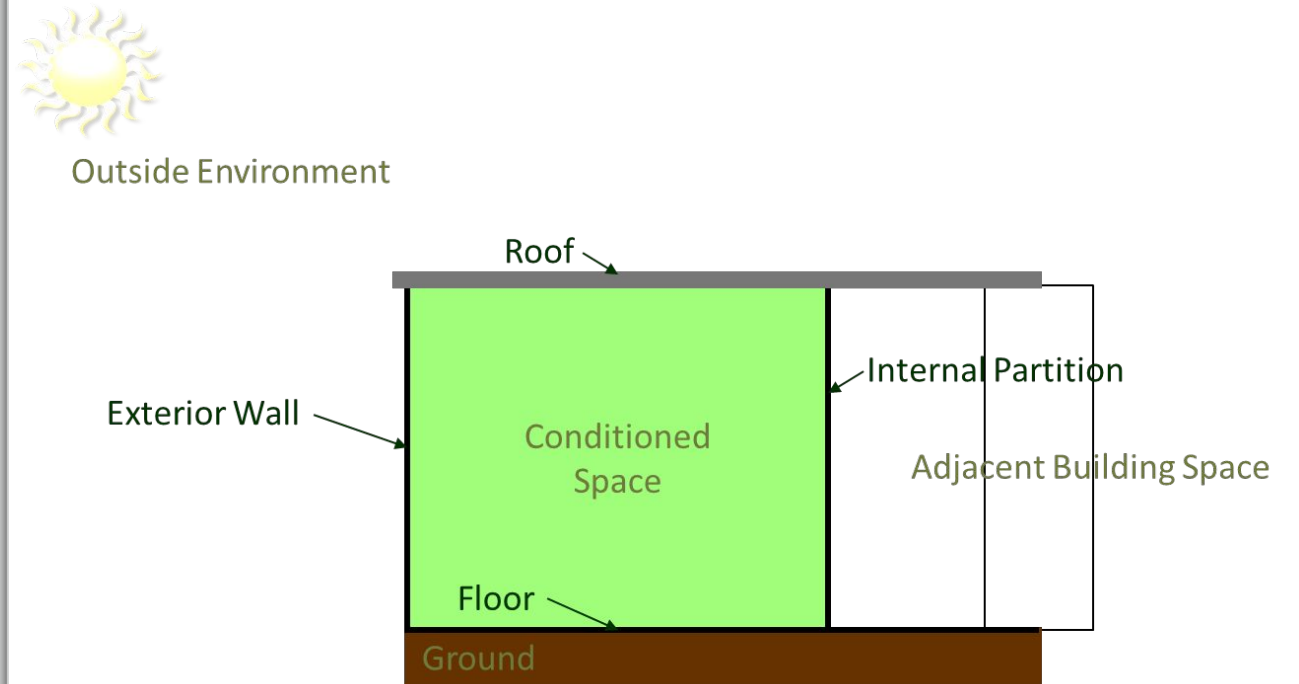 Outside Environment
Roof
Internal Partition
Exterior Wall
Conditioned
Space
Adjacent Building Space
Floor
Ground